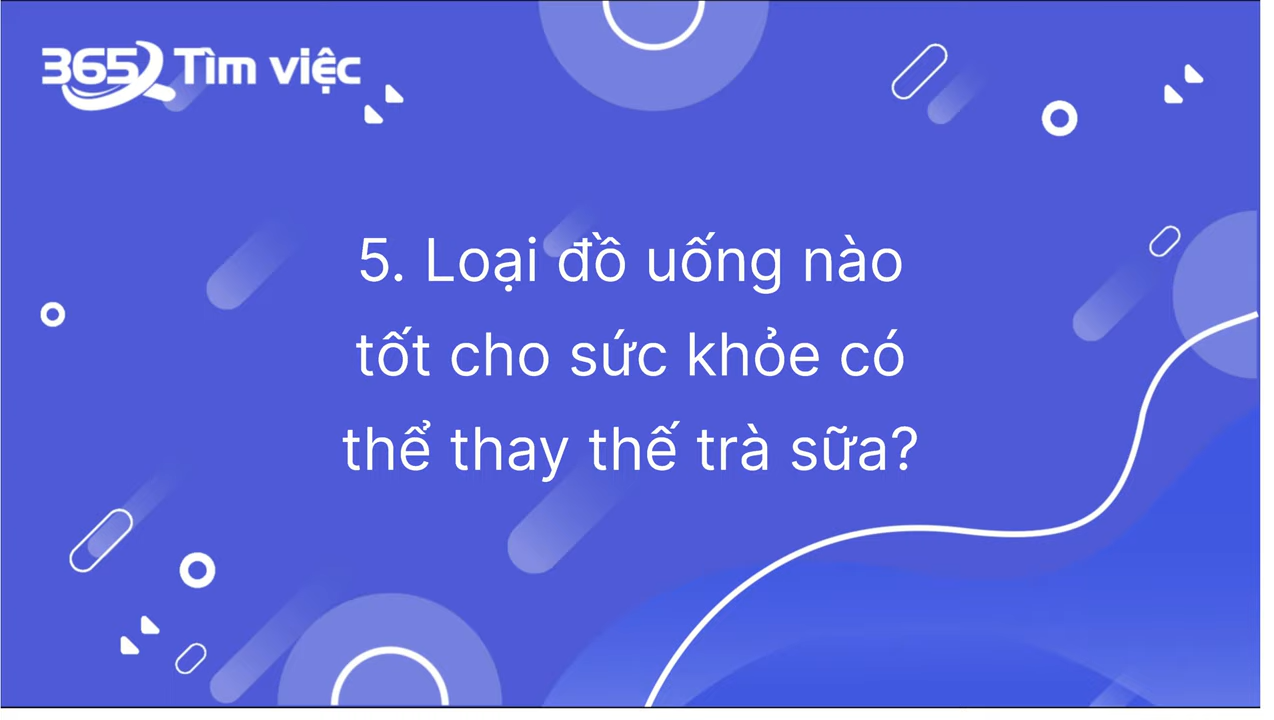 365 Tìm việc
5. Loại đồ uống nào
tốt cho sức khỏe có
thể thay thế trà sữa?